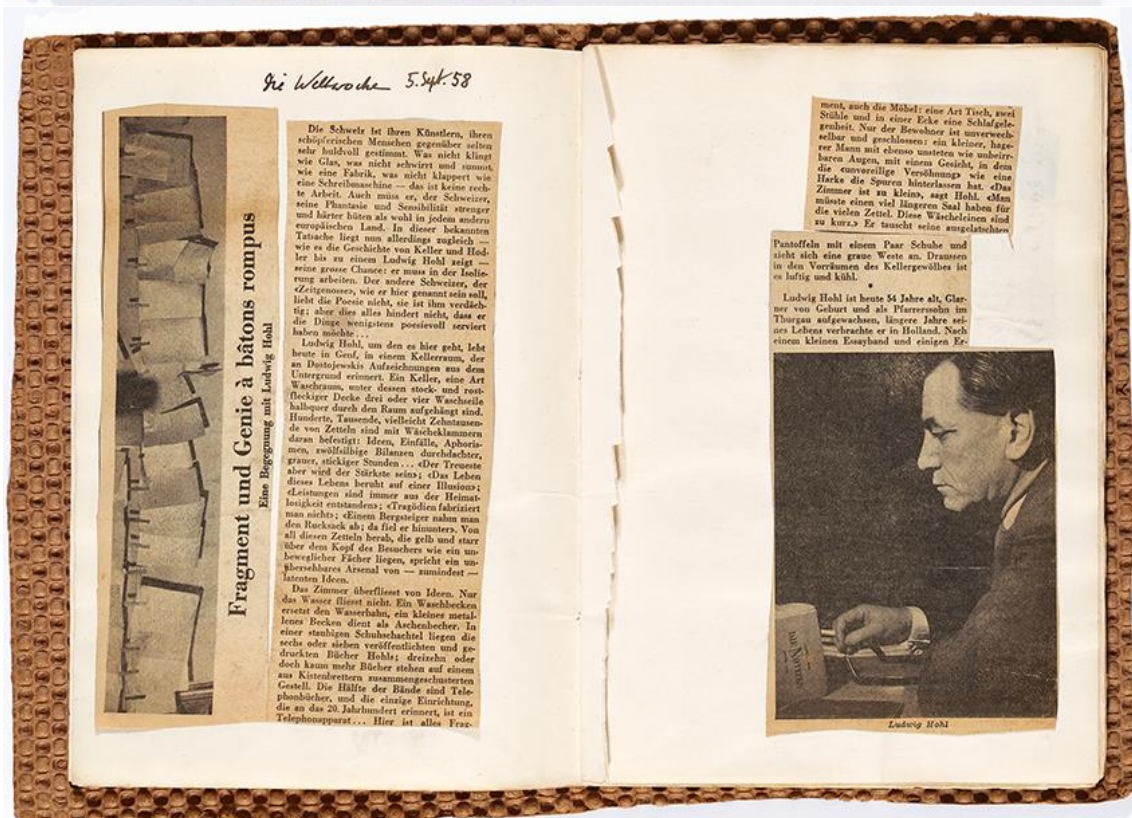 Die Weltwoche 5. Sept. 58
Fragment und Genie à bâtons rompus
Eine Begegnung mit Ludwig Hohl
Die Schweiz ist ihren Künstlern, ihren
schöpferischen Menschen gegenüber selten
sehr huldvoll gestimmt. Was nicht klingt
wie Glas, was nicht schwirrt und summt,
wie eine Fabrik, was nicht klappert wie
eine Schreibmaschine — das ist keine rech-
te Arbeit. Auch muss er, der Schweizer,
seine Phantasie und Sensibilität strenger
und härter hüten als wohl in jedem andern
europäischen Land. In dieser bekannten
Tatsache liegt nun allerdings zugleich —
wie es die Geschichte von Keller und Hod-
ler bis zu einem Ludwig Hohl zeigt —
seine grosse Chance: er muss in der Isolie-
rung arbeiten. Der andere Schweizer, der
«Zeitgenosse», wie er hier genannt sein soll,
liebt die Poesie nicht, sie ist ihm verdäch-
tig; aber dies alles hindert nicht, dass er
die Dinge wenigstens poesievoll serviert
haben möchte ...
Ludwig Hohl, um den es hier geht, lebt
heute in Genf, in einem Kellerraum, der
an Dostojewskis Aufzeichnungen aus dem
Untergrund erinnert. Ein Keller, eine Art
Waschraum, unter dessen stock- und rost-
fleckiger Decke drei oder vier Waschseile
halbquer durch den Raum aufgehängt sind.
Hunderte, Tausende, vielleicht Zehntausen-
de von Zetteln sind mit Wäscheklammern
daran befestigt: Ideen, Einfälle, Aphoris-
men, zwölfsilbige Bilanzen durchdachter,
grauer, stickiger Stunden ... «Der Treueste
aber wird der Stärkste sein»; «Das Leben
dieses Lebens beruht auf einer Illusion»;
«Leistungen sind immer aus der Heimat-
losigkeit entstanden»; «Tragödien fabriziert
man nicht»; «Einem Bergsteiger nahm man
den Rucksack ab; da fiel er hinunter». Von
all diesen Zetteln herab, die gelb und starr
über dem Kopf des Besuchers wie ein un-
beweglicher Fächer liegen, spricht ein un-
übersehbares Arsenal von — zumindest —
latenten Ideen.
Das Zimmer überfliesst von Ideen. Nur
das Wasser fliesst nicht. Ein Waschbecken
ersetzt den Wasserhahn, ein kleines metal-
lenes Becken dient als Aschenbecher. In
einer staubigen Schuhschachtel liegen die
sechs oder sieben veröffentlichten und ge-
druckten Bücher Hohls; dreizehn oder
doch kaum mehr Bücher stehen auf einem
aus Kistenbrettern zusammengeschusterten
Gestell. Die Hälfte der Bände sind Tele-
phonbücher, und die einzige Einrichtung,
die an das 20. Jahrhundert erinnert, ist ein
Telephonapparat ... Hier ist alles Frag-
ment, auch die Möbel: eine Art Tisch, zwei
Stühle und in einer Ecke eine Schlafgele-
genheit. Nur der Bewohner ist unverwech-
selbar und geschlossen: ein kleiner, hage-
rer Mann mit ebenso unsteten wie unbeirr-
baren Augen, mit einem Gesicht, in dem
die «unvoreilige Versöhnung» wie eine
Harke die Spuren hinterlassen hat. «Das
Zimmer ist zu klein», sagt Hohl. «Man
müsste einen viel längeren Saal haben für
die vielen Zettel. Diese Wäscheleinen sind
zu kurz.» Er tauscht seine ausgelatschten
Pantoffeln mit einem Paar Schuhe und
zieht sich eine graue Weste an. Draussen
in den Vorräumen des Kellergewölbes ist
es luftig und kühl.
Ludwig Hohl ist heute 54 Jahre alt, Glar-
ner von Geburt und als Pfarrerssohn im
Thurgau aufgewachsen, längere Jahre sei-
nes Lebens verbrachte er in Holland. Nach
einem kleinen Essayband und einigen Er-
Ludwig Hohl